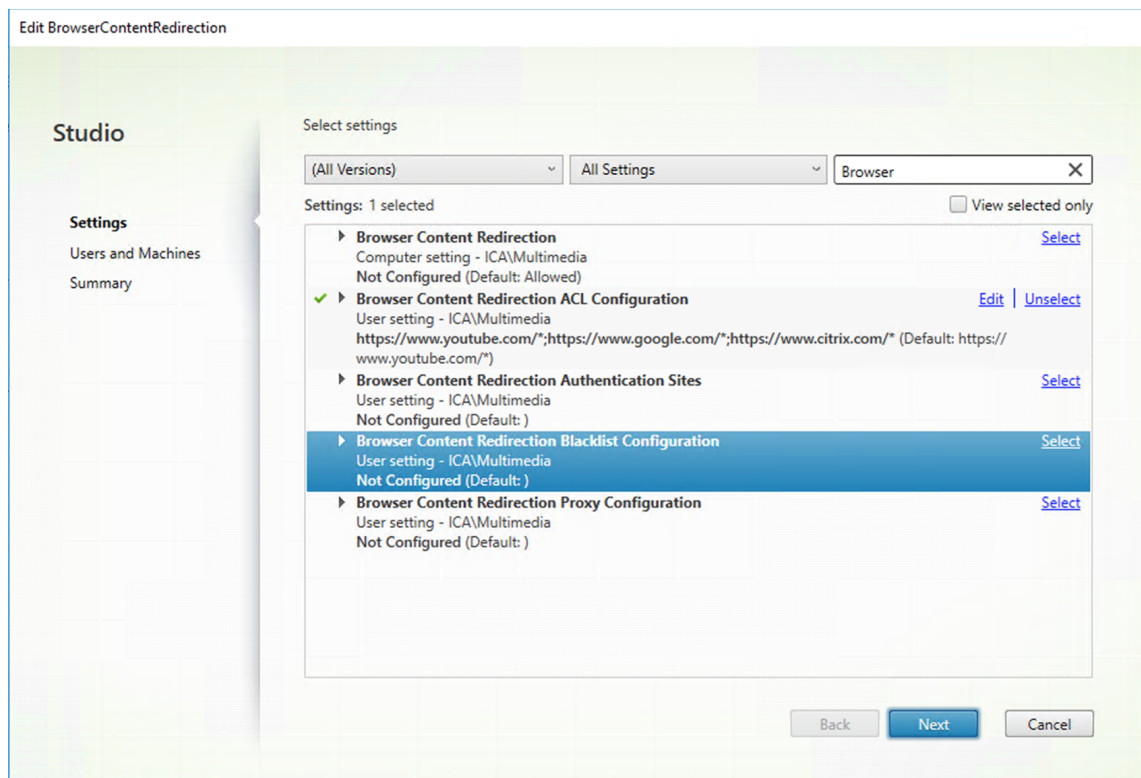 Edit BrowserContentRedirection
Studio
Settings
Users and Machines
Summary
Select settings
(All Versions)
All Settings
Browser
Settings: 1 selected
View selected only
Browser Content Redirection
Select
Computer setting - ICA\Multimedia
Not Configured (Default: Allowed)
Browser Content Redirection ACL Configuration
Edit | Unselect
User setting - ICA\Multimedia
https://www.youtube.com/*;https://www.google.com/*;https://www.citrix.com/* (Default: https://
www.youtube.com/*)
Browser Content Redirection Authentication Sites
Select
User setting - ICA\Multimedia
Not Configured (Default: )
Browser Content Redirection Blacklist Configuration
Select
User setting - ICA\Multimedia
Not Configured (Default: )
Browser Content Redirection Proxy Configuration
Select
User setting - ICA\Multimedia
Not Configured (Default: )
Back
Next
Cancel